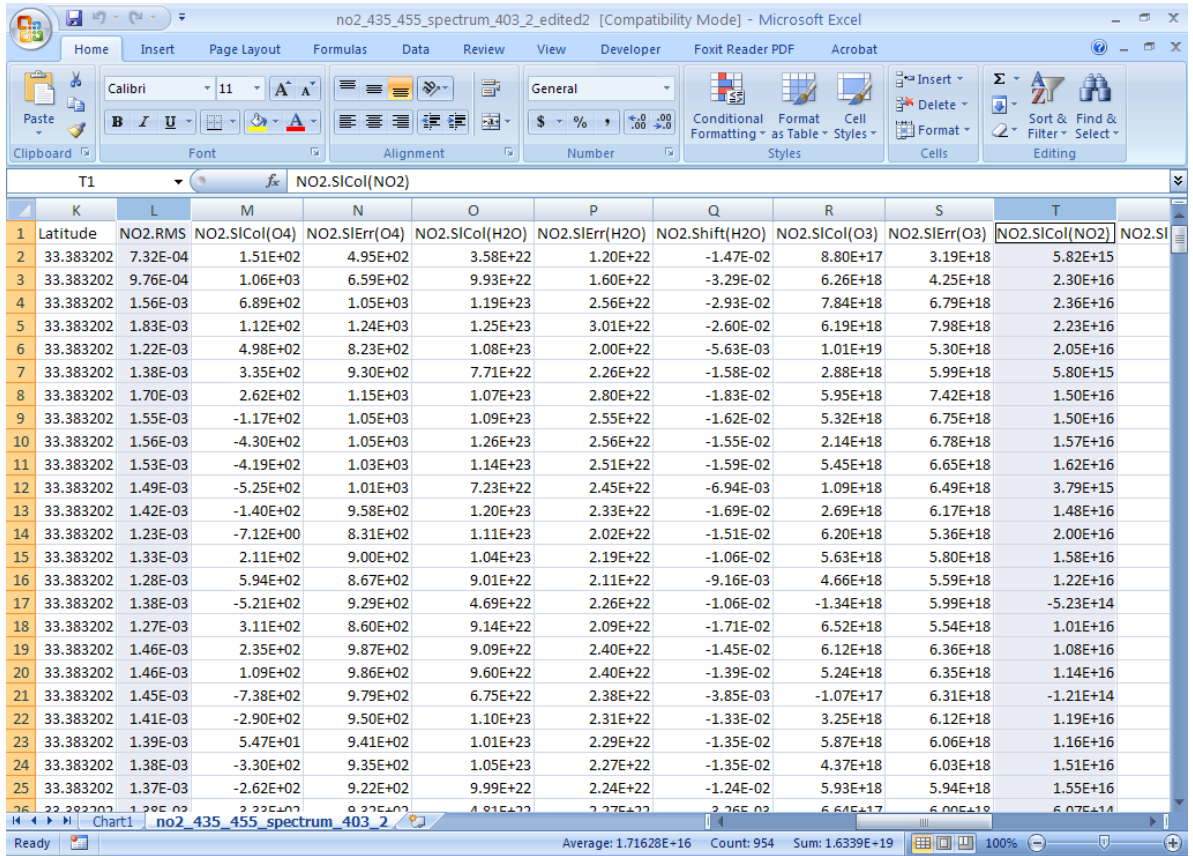 no2_435_455_spectrum_403_2_edited2 [Compatibility Mode] - Microsoft Excel
Home Insert Page Layout Formulas Data Review View Developer Foxit Reader PDF Acrobat
Paste
Calibri 11 A A
B I U A
General
$ % , .0 .00 .00 .0
Conditional Formatting Format as Table Cell Styles
Insert
Delete
Format
Σ
Sort & Filter Find & Select
Clipboard Font Alignment Number Styles Cells Editing
T1 fx NO2.SlCol(NO2)
K L M N O P Q R S T
1 Latitude NO2.RMS NO2.SlCol(O4) NO2.SlErr(O4) NO2.SlCol(H2O) NO2.SlErr(H2O) NO2.Shift(H2O) NO2.SlCol(O3) NO2.SlErr(O3) NO2.SlCol(NO2) NO2.Sl
2 33.383202 7.32E-04 1.51E+02 4.95E+02 3.58E+22 1.20E+22 -1.47E-02 8.80E+17 3.19E+18 5.82E+15
3 33.383202 9.76E-04 1.06E+03 6.59E+02 9.93E+22 1.60E+22 -3.29E-02 6.26E+18 4.25E+18 2.30E+16
4 33.383202 1.56E-03 6.89E+02 1.05E+03 1.19E+23 2.56E+22 -2.93E-02 7.84E+18 6.79E+18 2.36E+16
5 33.383202 1.83E-03 1.12E+02 1.24E+03 1.25E+23 3.01E+22 -2.60E-02 6.19E+18 7.98E+18 2.23E+16
6 33.383202 1.22E-03 4.98E+02 8.23E+02 1.08E+23 2.00E+22 -5.63E-03 1.01E+19 5.30E+18 2.05E+16
7 33.383202 1.38E-03 3.35E+02 9.30E+02 7.71E+22 2.26E+22 -1.58E-02 2.88E+18 5.99E+18 5.80E+15
8 33.383202 1.70E-03 2.62E+02 1.15E+03 1.07E+23 2.80E+22 -1.83E-02 5.95E+18 7.42E+18 1.50E+16
9 33.383202 1.55E-03 -1.17E+02 1.05E+03 1.09E+23 2.55E+22 -1.62E-02 5.32E+18 6.75E+18 1.50E+16
10 33.383202 1.56E-03 -4.30E+02 1.05E+03 1.26E+23 2.56E+22 -1.55E-02 2.14E+18 6.78E+18 1.57E+16
11 33.383202 1.53E-03 -4.19E+02 1.03E+03 1.14E+23 2.51E+22 -1.59E-02 5.45E+18 6.65E+18 1.62E+16
12 33.383202 1.49E-03 -5.25E+02 1.01E+03 7.23E+22 2.45E+22 -6.94E-03 1.09E+18 6.49E+18 3.79E+15
13 33.383202 1.42E-03 -1.40E+02 9.58E+02 1.20E+23 2.33E+22 -1.69E-02 2.69E+18 6.17E+18 1.48E+16
14 33.383202 1.23E-03 -7.12E+00 8.31E+02 1.11E+23 2.02E+22 -1.51E-02 6.20E+18 5.36E+18 2.00E+16
15 33.383202 1.33E-03 2.11E+02 9.00E+02 1.04E+23 2.19E+22 -1.06E-02 5.63E+18 5.80E+18 1.58E+16
16 33.383202 1.28E-03 5.94E+02 8.67E+02 9.01E+22 2.11E+22 -9.16E-03 4.66E+18 5.59E+18 1.22E+16
17 33.383202 1.38E-03 -5.21E+02 9.29E+02 4.69E+22 2.26E+22 -1.06E-02 -1.34E+18 5.99E+18 -5.23E+14
18 33.383202 1.27E-03 3.11E+02 8.60E+02 9.14E+22 2.09E+22 -1.71E-02 6.52E+18 5.54E+18 1.01E+16
19 33.383202 1.46E-03 2.35E+02 9.87E+02 9.09E+22 2.40E+22 -1.45E-02 6.12E+18 6.36E+18 1.08E+16
20 33.383202 1.46E-03 1.09E+02 9.86E+02 9.60E+22 2.40E+22 -1.39E-02 5.24E+18 6.35E+18 1.14E+16
21 33.383202 1.45E-03 -7.38E+02 9.79E+02 6.75E+22 2.38E+22 -3.85E-03 -1.07E+17 6.31E+18 -1.21E+14
22 33.383202 1.41E-03 -2.90E+02 9.50E+02 1.10E+23 2.31E+22 -1.33E-02 3.25E+18 6.12E+18 1.19E+16
23 33.383202 1.39E-03 5.47E+01 9.41E+02 1.01E+23 2.29E+22 -1.35E-02 5.87E+18 6.06E+18 1.16E+16
24 33.383202 1.38E-03 -3.30E+02 9.35E+02 1.05E+23 2.27E+22 -1.35E-02 4.37E+18 6.03E+18 1.51E+16
25 33.383202 1.37E-03 -2.62E+02 9.22E+02 9.99E+22 2.24E+22 -1.24E-02 5.93E+18 5.94E+18 1.55E+16
Chart1 no2_435_455_spectrum_403_2
Ready Average: 1.71628E+16 Count: 954 Sum: 1.6339E+19 100%